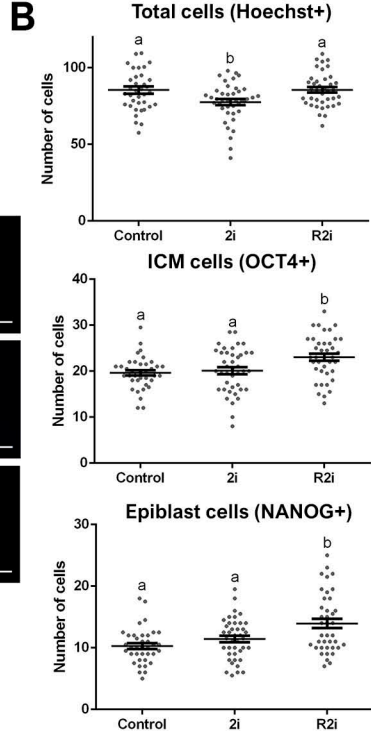 B
Total cells (Hoechst+)
a
b
a
100
50
0
Number of cells
Control
2i
R2i
ICM cells (OCT4+)
a
a
b
40
30
20
10
0
Number of cells
Control
2i
R2i
Epiblast cells (NANOG+)
a
a
b
30
20
10
0
Number of cells
Control
2i
R2i